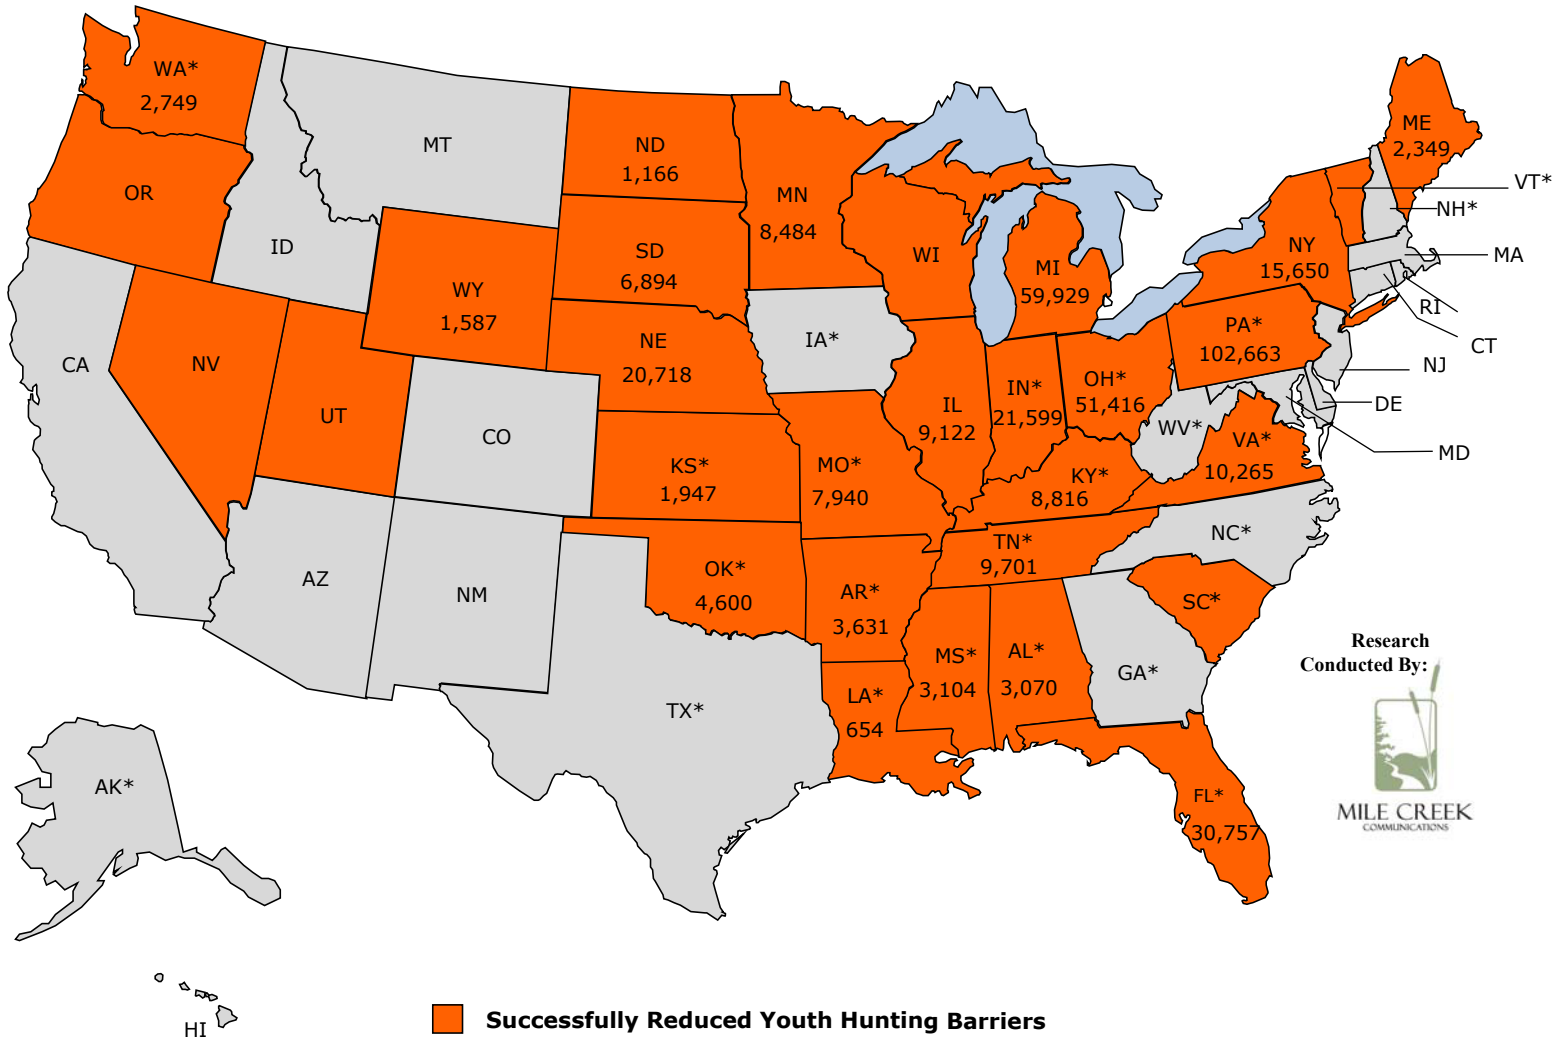 WA*
2,749
OR
MT
ID
ND
1,166
MN
8,484
WI
SD
6,894
WY
1,587
MI
59,929
ME
2,349
VT*
NH*
NY
15,650
MA
RI
CT
NJ
DE
MD
PA*
102,663
CA
NV
UT
CO
NE
20,718
IA*
IL
9,122
IN*
21,599
OH*
51,416
WV*
VA*
10,265
KS*
1,947
MO*
7,940
KY*
8,816
AZ
NM
OK*
4,600
AR*
3,631
TN*
9,701
NC*
SC*
TX*
LA*
654
MS*
3,104
AL*
3,070
GA*
FL*
30,757
AK*
HI
Research
Conducted By:
MILE CREEK
COMMUNICATIONS
Successfully Reduced Youth Hunting Barriers